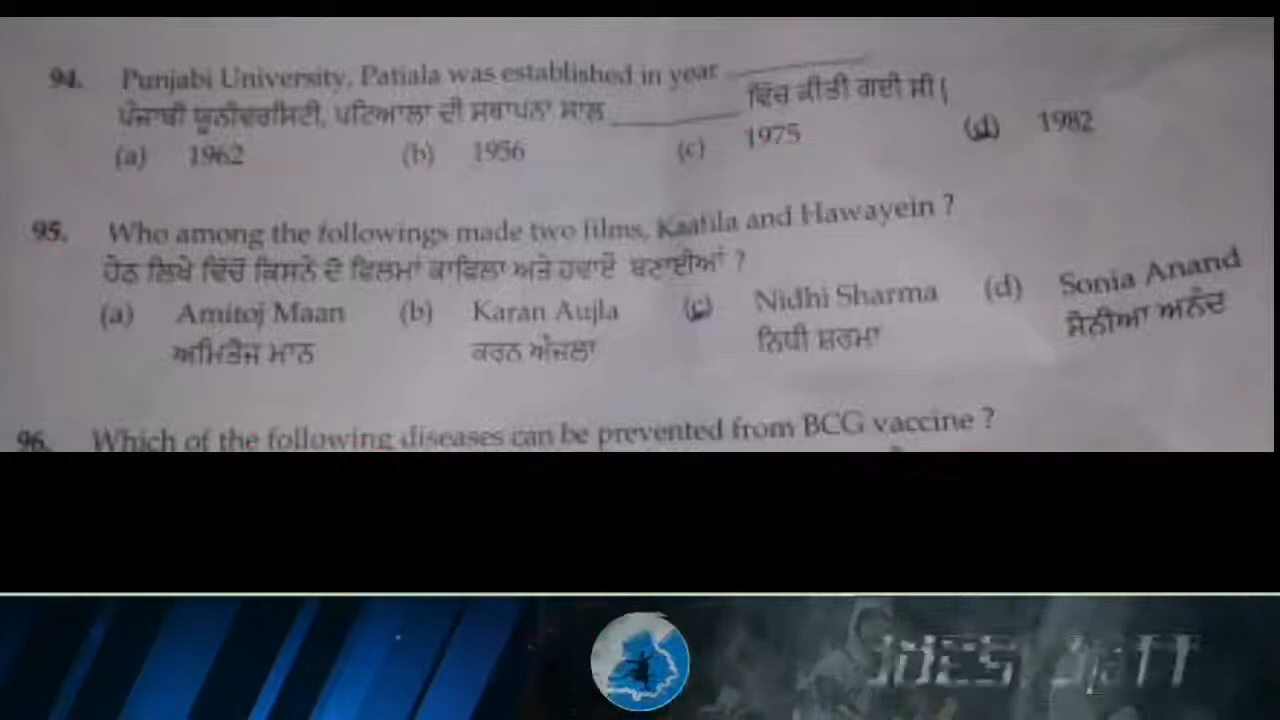 94. Punjabi University, Patiala was established in year ________
ਪੰਜਾਬੀ ਯੂਨੀਵਰਸਿਟੀ, ਪਟਿਆਲਾ ਦੀ ਸਥਾਪਨਾ ਸਾਲ ________ ਵਿੱਚ ਕੀਤੀ ਗਈ ਸੀ |
(a) 1962 (b) 1956 (c) 1975 (d) 1982
95. Who among the followings made two films, Kaafila and Hawayein ?
ਹੇਠ ਲਿਖੇ ਵਿੱਚੋਂ ਕਿਸਨੇ ਦੋ ਫਿਲਮਾਂ ਕਾਫਿਲਾ ਅਤੇ ਹਵਾਏਂ ਬਣਾਈਆਂ ?
(a) Amitoj Maan (b) Karan Aujla (c) Nidhi Sharma (d) Sonia Anand
ਅਮਿਤੋਜ ਮਾਨ ਕਰਨ ਔਜਲਾ ਨਿਧੀ ਸ਼ਰਮਾ ਸੋਨੀਆ ਅਨੰਦ
96. Which of the following diseases can be prevented from BCG vaccine ?